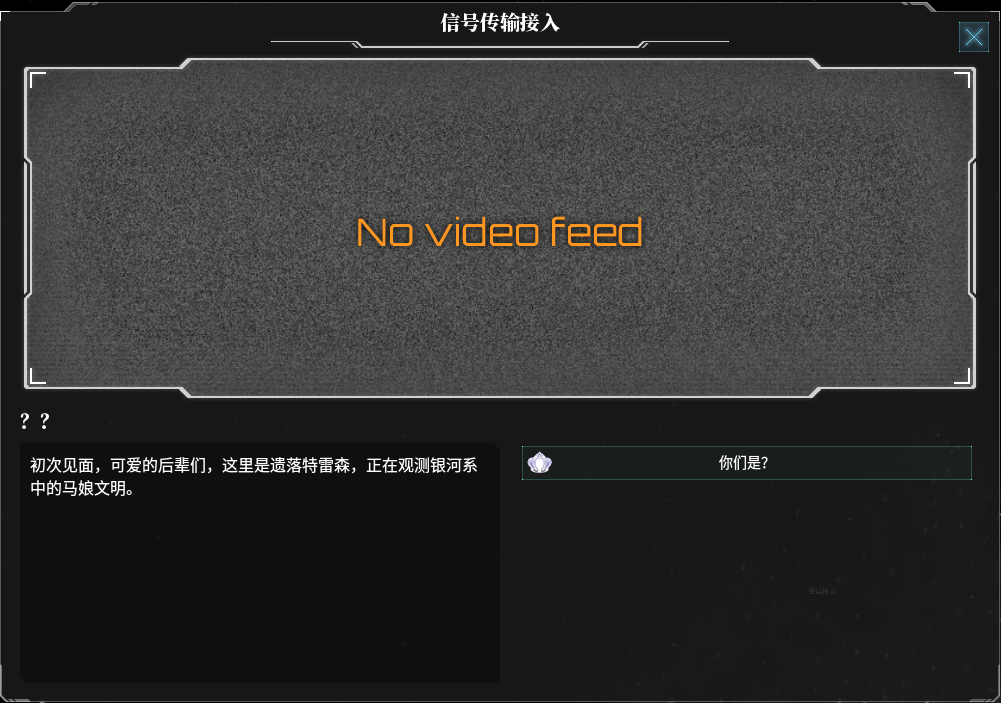 信号传输接入
No video feed
？？
初次见面，可爱的后辈们，这里是遗落特雷森，正在观测银河系
中的马娘文明。
你们是？